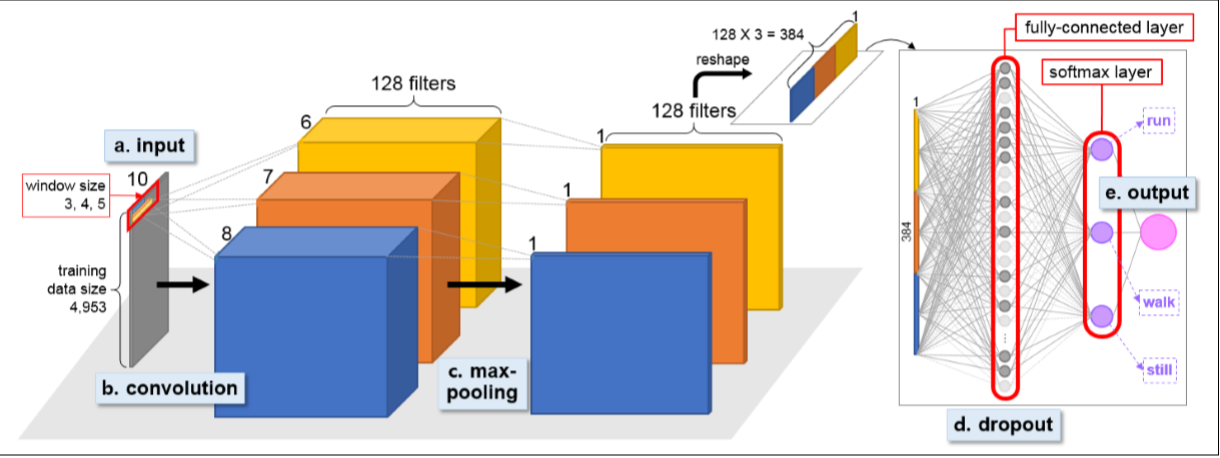 a. input
window size
3, 4, 5
10
training
data size
4,953
b. convolution
128 filters
6
7
8
c. max-
pooling
128 filters
1
1
1
reshape
128 X 3 = 384
1
fully-connected layer
softmax layer
1
384
run
walk
still
d. dropout
e. output